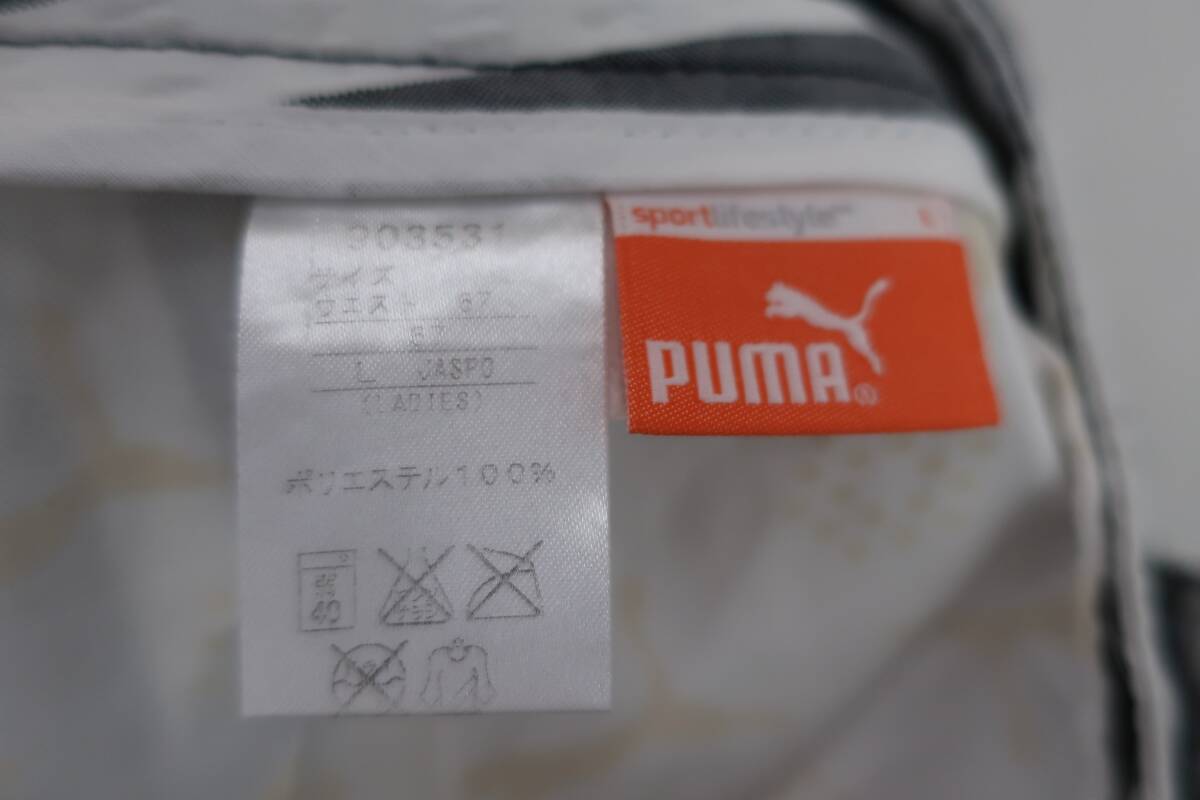 903531
サイズ
ウエスト 67
67
L JASPO
(LADIES)
ポリエステル100%
40
sportlifestyle
PUMA®